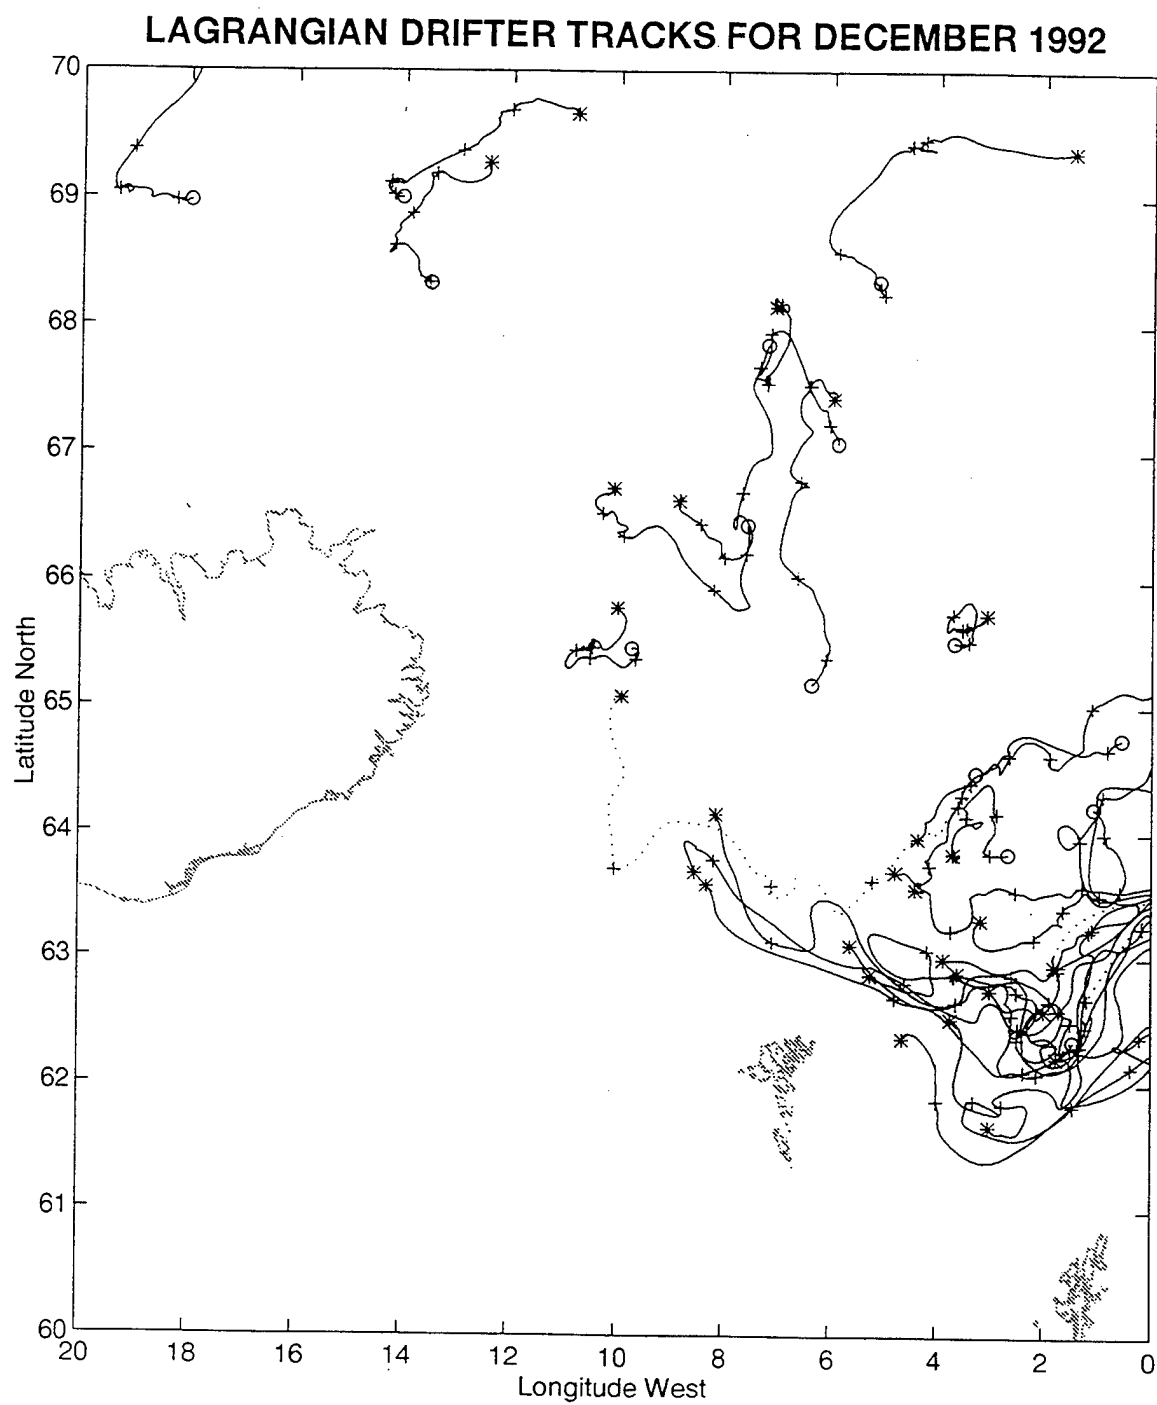 LAGRANGIAN DRIFTER TRACKS FOR DECEMBER 1992
70
69
68
67
66
65
64
63
62
61
60
Latitude North
20 18 16 14 12 10 8 6 4 2 0
Longitude West